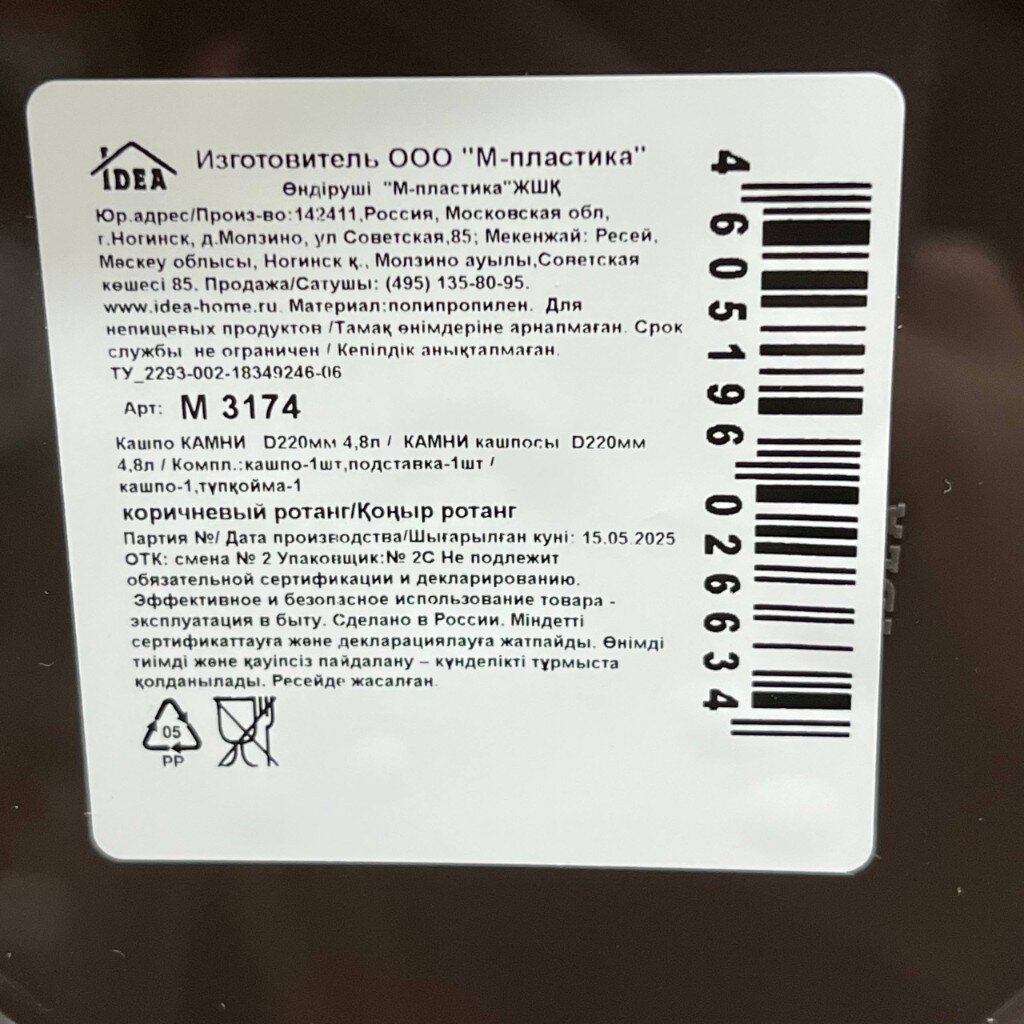 IDEA
Изготовитель ООО "М-пластика"
Өндіруші "М-пластика"ЖШҚ
Юр.адрес/Произ-во:142411,Россия, Московская обл,
г.Ногинск, д.Молзино, ул Советская,85; Мекенжай: Ресей,
Мәскеу облысы, Ногинск қ., Молзино ауылы,Советская
көшесі 85. Продажа/Сатушы: (495) 135-80-95.
www.idea-home.ru. Материал:полипропилен. Для
непищевых продуктов /Тамақ өнімдеріне арналмаған. Срок
службы не ограничен / Кепілдік анықталмаған.
ТУ_2293-002-18349246-06
Арт: М 3174
Кашпо КАМНИ D220мм 4,8л / КАМНИ кашпосы D220мм
4,8л / Компл.:кашпо-1шт,подставка-1шт /
кашпо-1,түпқойма-1
коричневый ротанг/Қоңыр ротанг
Партия №/ Дата производства/Шығарылған күні: 15.05.2025
ОТК: смена № 2 Упаковщик:№ 2С Не подлежит
обязательной сертификации и декларированию.
Эффективное и безопасное использование товара -
эксплуатация в быту. Сделано в России. Міндетті
сертификаттауға және декларациялауға жатпайды. Өнімді
тиімді және қауіпсіз пайдалану – күнделікті тұрмыста
қолданылады. Ресейде жасалған.
05
PP
4 605196 026634